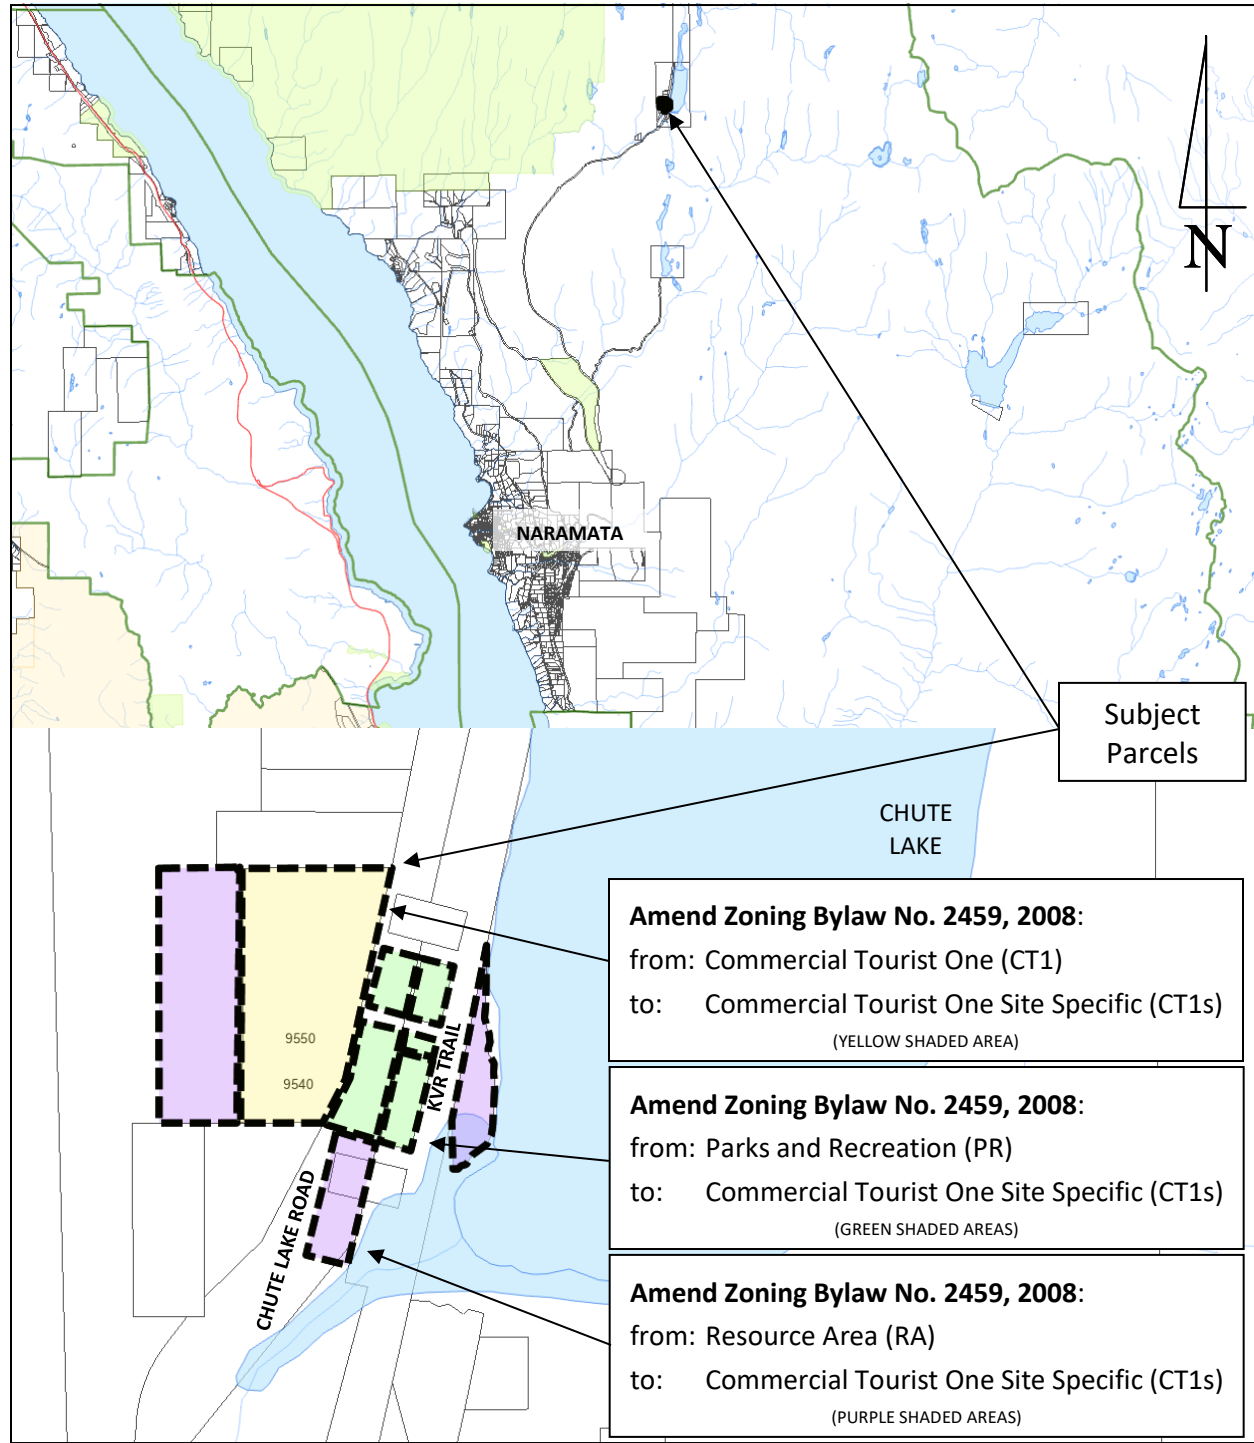 N
NARAMATA
Subject
Parcels
CHUTE
LAKE
Amend Zoning Bylaw No. 2459, 2008:
from: Commercial Tourist One (CT1)
to: Commercial Tourist One Site Specific (CT1s)
(YELLOW SHADED AREA)
9550
9540
KVR TRAIL
Amend Zoning Bylaw No. 2459, 2008:
from: Parks and Recreation (PR)
to: Commercial Tourist One Site Specific (CT1s)
(GREEN SHADED AREAS)
CHUTE LAKE ROAD
Amend Zoning Bylaw No. 2459, 2008:
from: Resource Area (RA)
to: Commercial Tourist One Site Specific (CT1s)
(PURPLE SHADED AREAS)